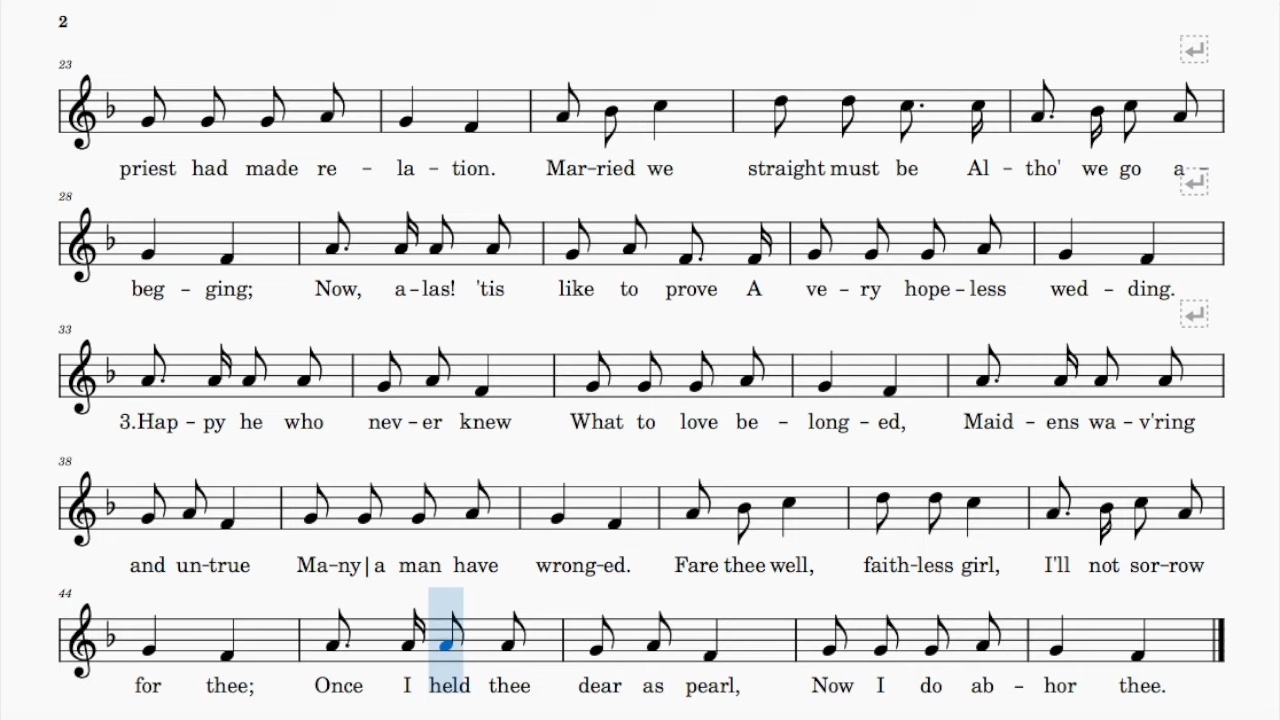 2
23
priest had made re - la - tion. Mar-ried we straight must be Al - tho' we go a -
28
beg - ging; Now, a-las! 'tis like to prove A ve - ry hope-less wed - ding.
33
3.Hap - py he who nev-er knew What to love be - long - ed, Maid - ens wa-v'ring
38
and un-true Ma-ny|a man have wrong-ed. Fare thee well, faith-less girl, I'll not sor-row
44
for thee; Once I held thee dear as pearl, Now I do ab - hor thee.